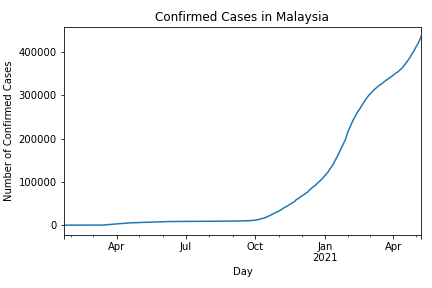 Confirmed Cases in Malaysia
Number of Confirmed Cases
400000
300000
200000
100000
0
Apr
Jul
Oct
Jan
2021
Apr
Day